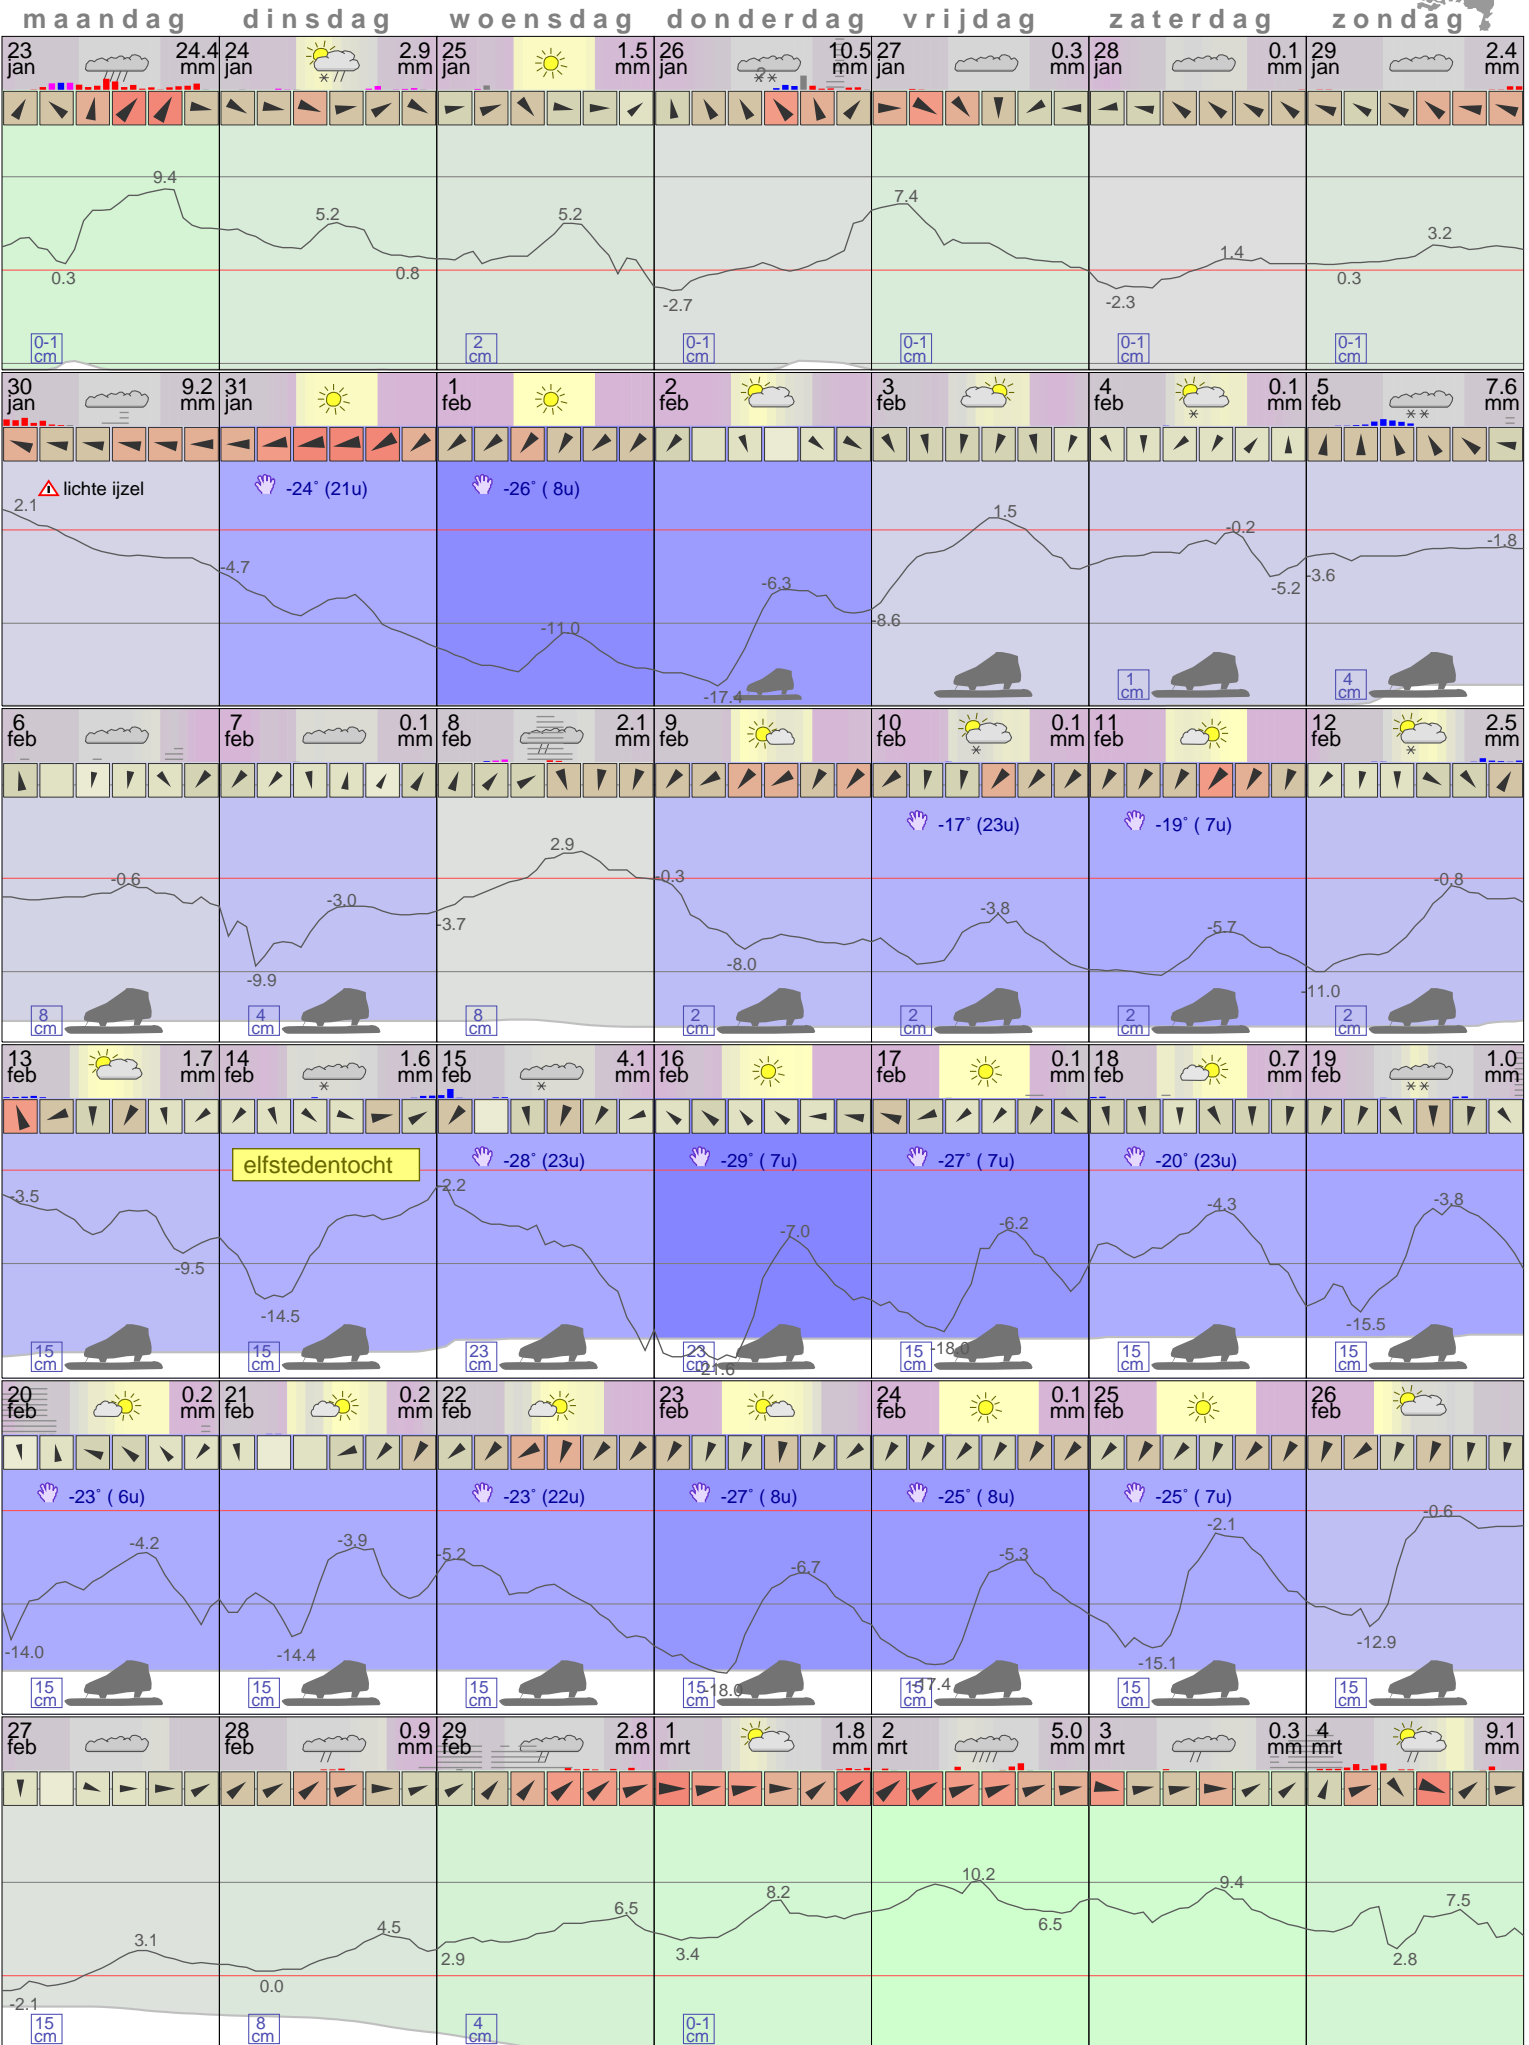 maandag dinsdag woensdag donderdag vrijdag zaterdag zondag
23 24.4 24 2.9 25 1.5 26 10.5 27 0.3 28 0.1 29 2.4
jan mm jan mm jan mm jan mm jan mm jan mm jan mm
9.4 5.2 5.2 7.4 1.4 3.2
0.3 0.8 -2.7 -2.3 0.3
0-1 2 0-1 0-1 0-1 0-1
cm cm cm cm cm cm
30 9.2 31 1 2 3 4 0.1 5 7.6
jan mm jan feb feb feb feb mm feb mm
lichte ijzel -24° (21u) -26° ( 8u)
2.1 -4.7 -11.0 -6.3 1.5 -0.2 -1.8
-17.4 -8.6 -5.2 -3.6
1 4
cm cm
6 7 0.1 8 2.1 9 10 0.1 11 12 2.5
feb feb mm feb mm feb feb mm feb feb mm
-17° (23u) -19° ( 7u)
-0.6 -3.0 2.9 -0.3 -3.8 -5.7 -0.8
-9.9 -3.7 -8.0 -11.0
8 4 8 2 2 2 2
cm cm cm cm cm cm cm
13 1.7 14 1.6 15 4.1 16 17 0.1 18 0.7 19 1.0
feb mm feb mm feb mm feb feb mm feb mm feb mm
elfstedentocht -28° (23u) -29° ( 7u) -27° ( 7u) -20° (23u)
-3.5 -2.2 -7.0 -6.2 -4.3 -3.8
-9.5 -14.5 -21.6 -18.0 -15.5
15 15 23 23 15 15 15
cm cm cm cm cm cm cm
20 0.2 21 0.2 22 23 24 0.1 25 26
feb mm feb mm feb feb feb mm feb feb
-23° ( 6u) -23° (22u) -27° ( 8u) -25° ( 8u) -25° ( 7u)
-4.2 -3.9 -5.2 -6.7 -5.3 -2.1 -0.6
-14.0 -14.4 -18.0 -17.4 -15.1 -12.9
15 15 15 15 15 15 15
cm cm cm cm cm cm cm
27 28 0.9 29 2.8 1 1.8 2 5.0 3 0.3 4 9.1
feb feb mm feb mm mrt mm mrt mm mrt mm mrt mm
3.1 4.5 6.5 8.2 10.2 9.4 7.5
-2.1 0.0 2.9 3.4 6.5 2.8
15 8 4 0-1
cm cm cm cm